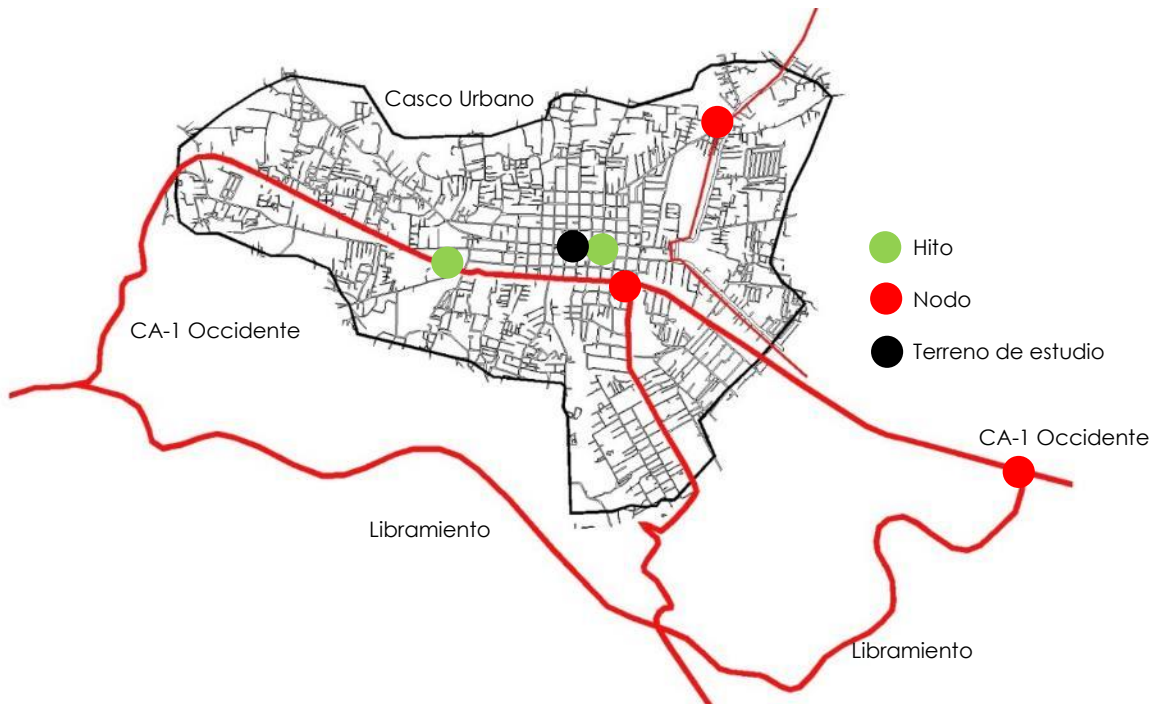 Casco Urbano
Hito
Nodo
Terreno de estudio
CA-1 Occidente
CA-1 Occidente
Libramiento
Libramiento